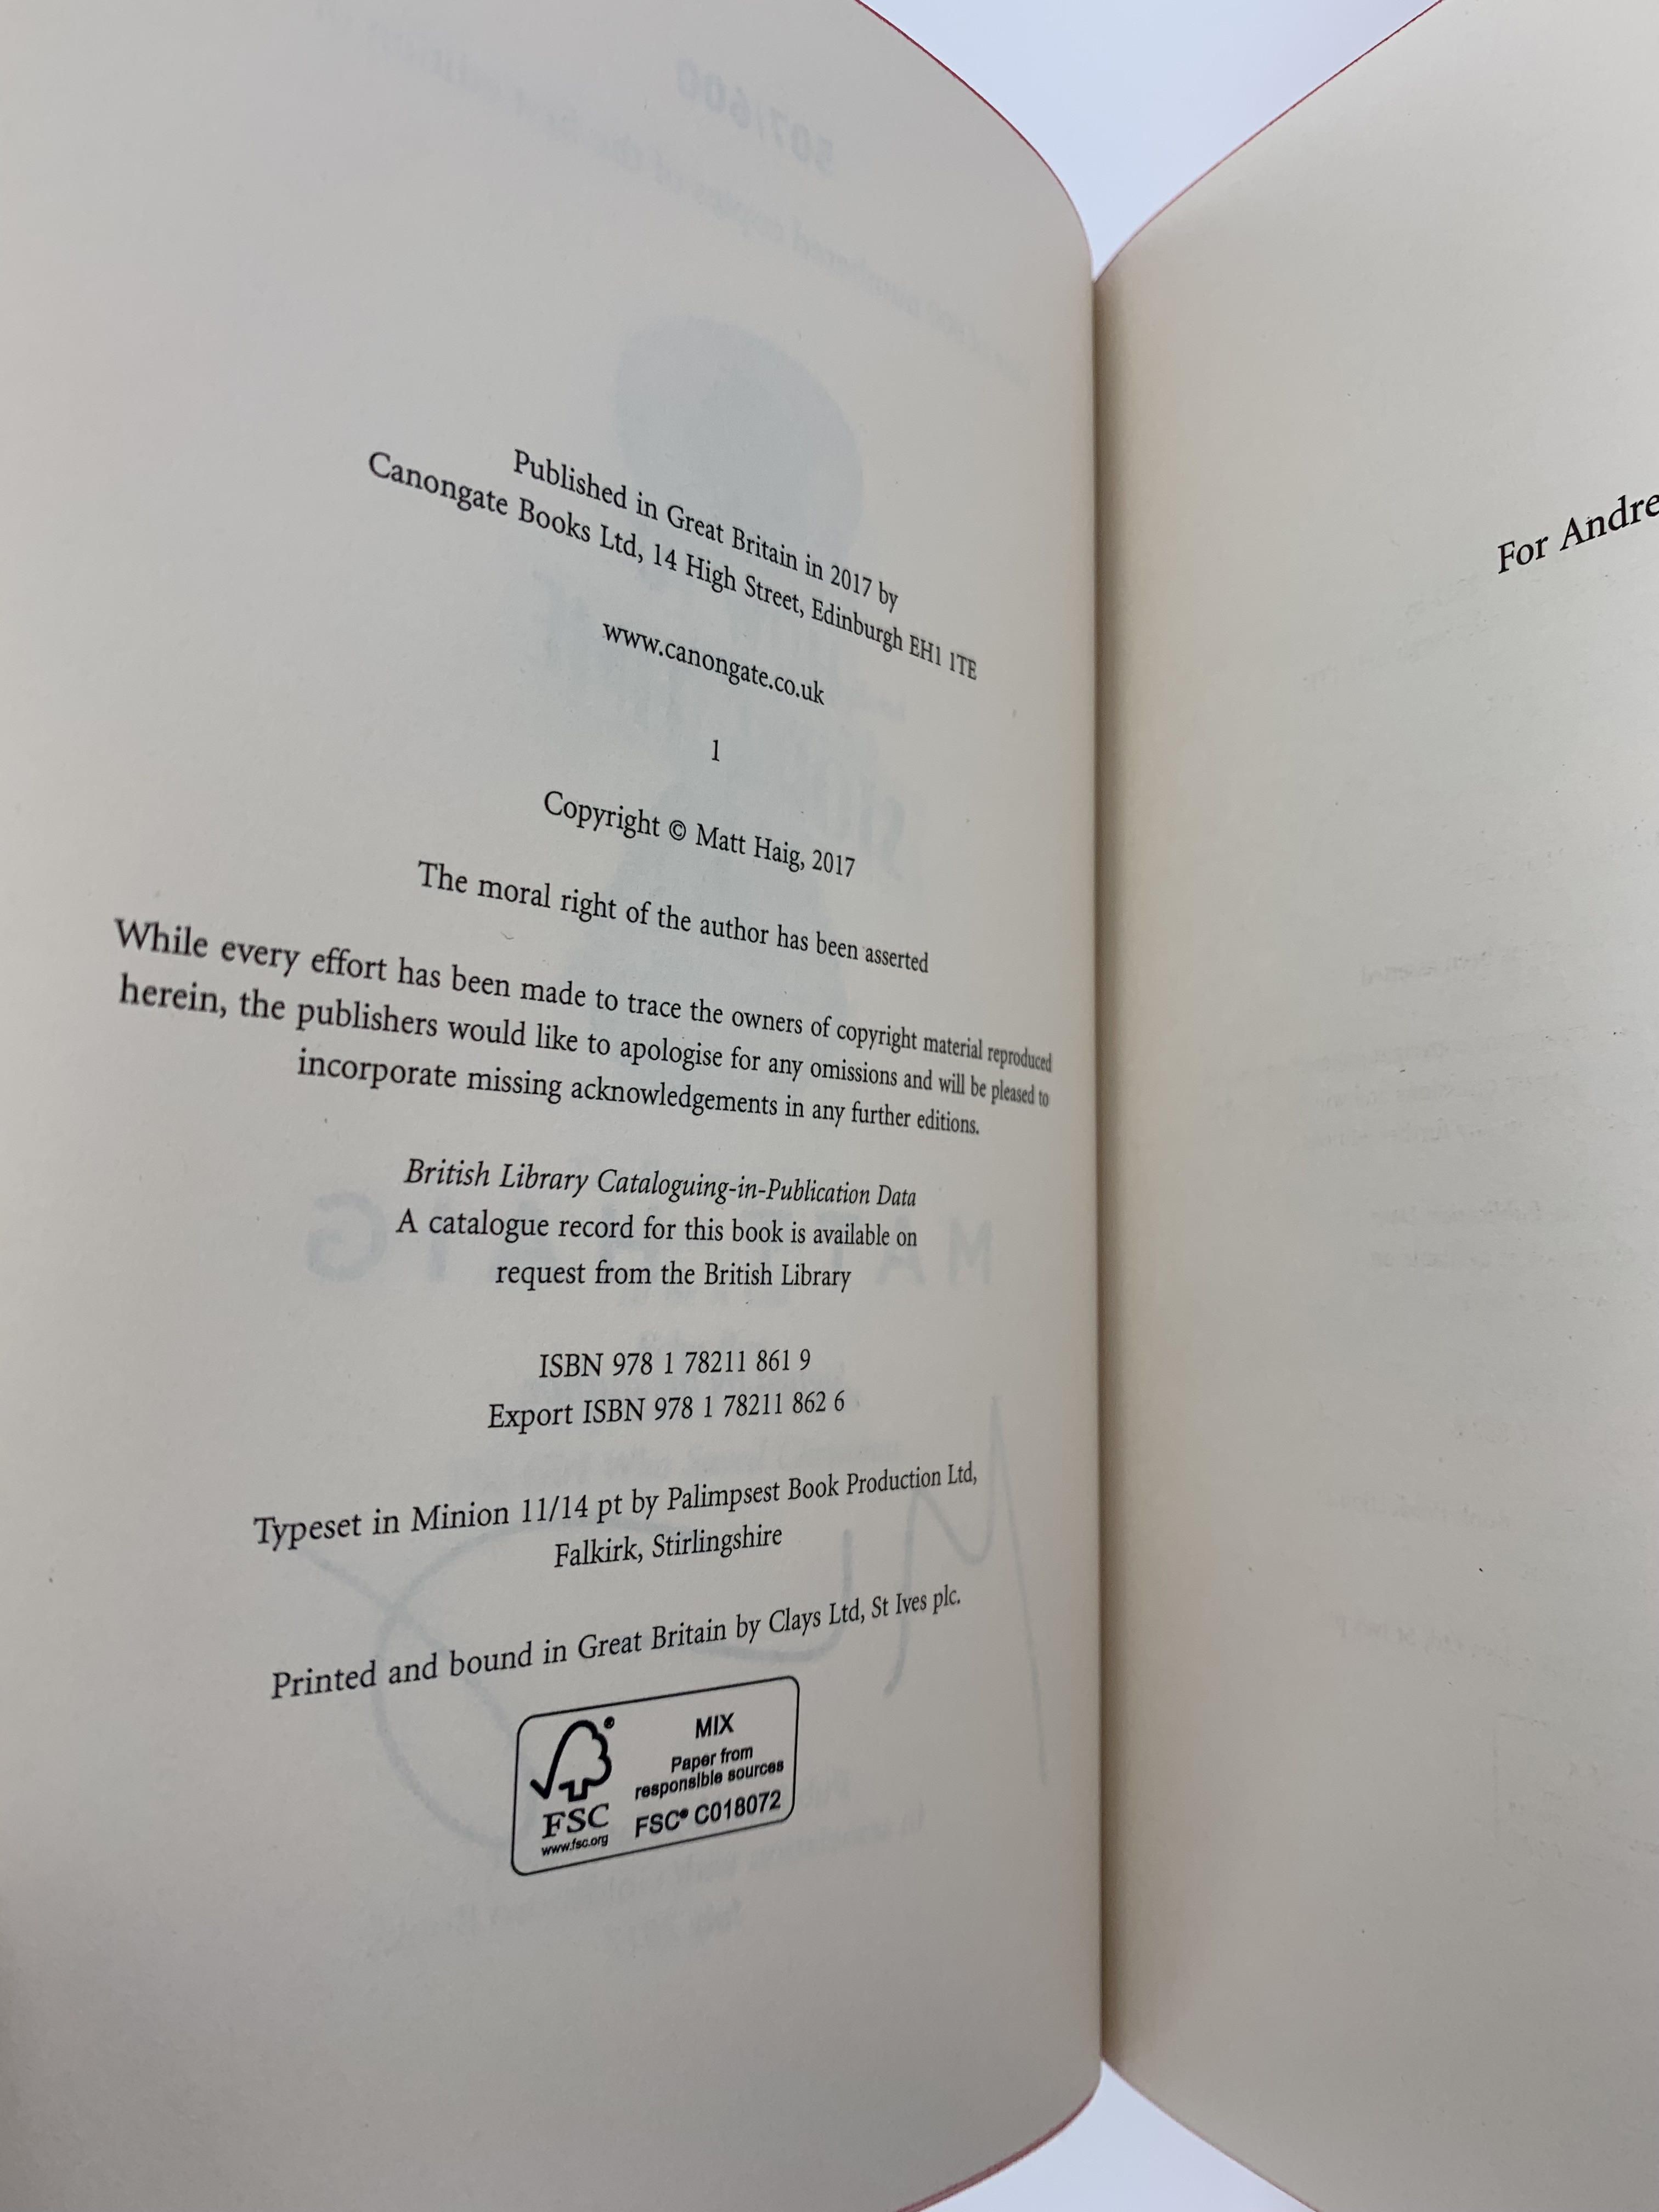 Published in Great Britain in 2017 by
Canongate Books Ltd, 14 High Street, Edinburgh EH1 1TE
www.canongate.co.uk
1
Copyright © Matt Haig, 2017
The moral right of the author has been asserted
While every effort has been made to trace the owners of copyright material reproduced
herein, the publishers would like to apologise for any omissions and will be pleased to
incorporate missing acknowledgements in any further editions.
British Library Cataloguing-in-Publication Data
A catalogue record for this book is available on
request from the British Library
ISBN 978 1 78211 861 9
Export ISBN 978 1 78211 862 6
Typeset in Minion 11/14 pt by Palimpsest Book Production Ltd,
Falkirk, Stirlingshire
Printed and bound in Great Britain by Clays Ltd, St Ives plc.
FSC
www.fsc.org
MIX
Paper from
responsible sources
FSC® C018072
For Andre
507/600
MATT HAIG